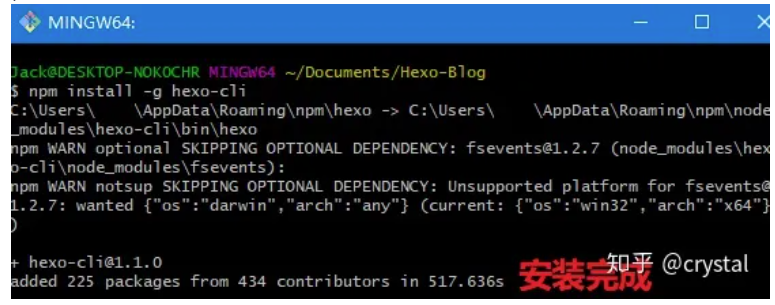 MINGW64:
Jack@DESKTOP-NOKOCHR MINGW64 ~/Documents/Hexo-Blog
$ npm install -g hexo-cli
C:\Users\ \AppData\Roaming\npm\hexo -> C:\Users\ \AppData\Roaming\npm\node
_modules\hexo-cli\bin\hexo
npm WARN optional SKIPPING OPTIONAL DEPENDENCY: fsevents@1.2.7 (node_modules\hex
o-cli\node_modules\fsevents):
npm WARN notsup SKIPPING OPTIONAL DEPENDENCY: Unsupported platform for fsevents@
1.2.7: wanted {"os":"darwin","arch":"any"} (current: {"os":"win32","arch":"x64"}
)
+ hexo-cli@1.1.0
added 225 packages from 434 contributors in 517.636s 安装完成
知乎 @crystal